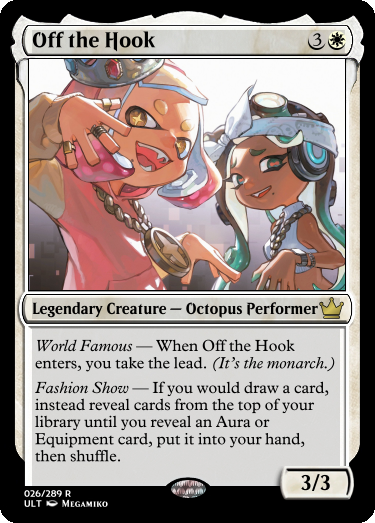 Off the Hook 3
Legendary Creature — Octopus Performer
World Famous — When Off the Hook
enters, you take the lead. (It's the monarch.)
Fashion Show — If you would draw a card,
instead reveal cards from the top of your
library until you reveal an Aura or
Equipment card, put it into your hand,
then shuffle.
3/3
026/289 R
ULT Megamiko